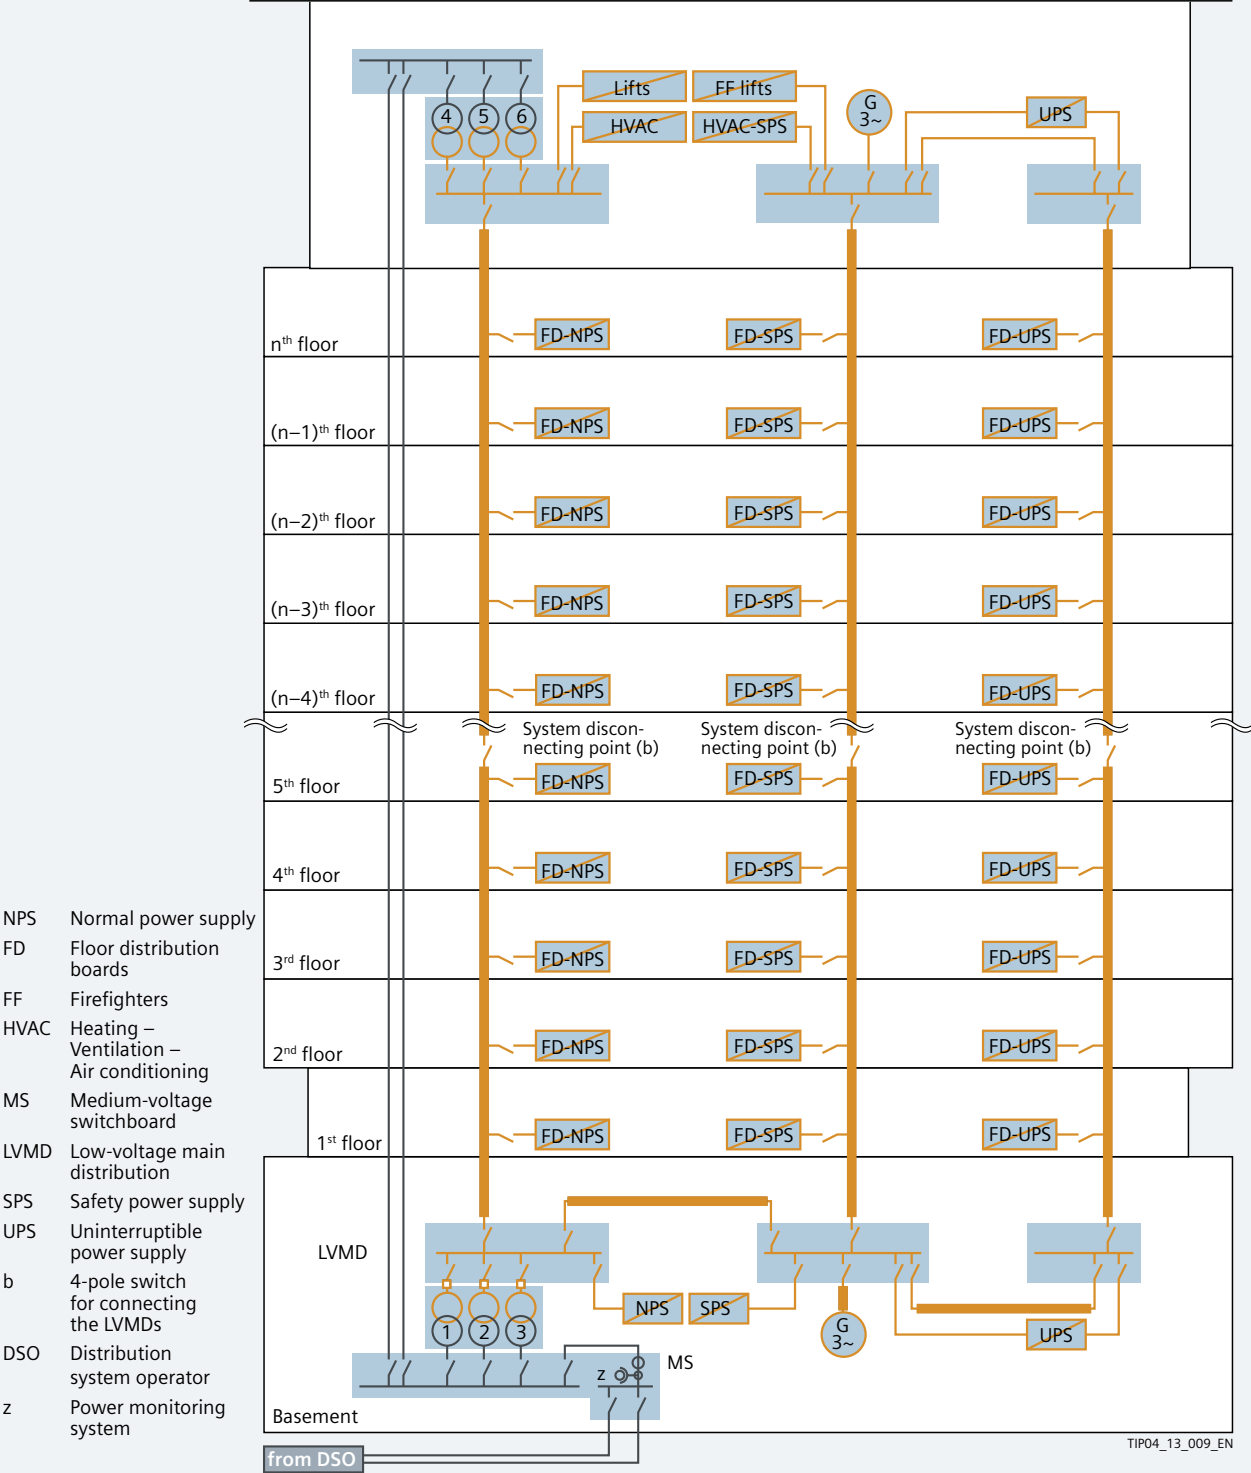 Lifts
FF lifts
HVAC
HVAC-SPS
G
3~
UPS
4
5
6
nth floor
FD-NPS
FD-SPS
FD-UPS
(n–1)th floor
FD-NPS
FD-SPS
FD-UPS
(n–2)th floor
FD-NPS
FD-SPS
FD-UPS
(n–3)th floor
FD-NPS
FD-SPS
FD-UPS
(n–4)th floor
FD-NPS
FD-SPS
FD-UPS
System discon-
necting point (b)
System discon-
necting point (b)
System discon-
necting point (b)
5th floor
FD-NPS
FD-SPS
FD-UPS
4th floor
FD-NPS
FD-SPS
FD-UPS
3rd floor
FD-NPS
FD-SPS
FD-UPS
2nd floor
FD-NPS
FD-SPS
FD-UPS
1st floor
FD-NPS
FD-SPS
FD-UPS
LVMD
NPS
SPS
G
3~
UPS
1
2
3
z
MS
Basement
from DSO
TIP04_13_009_EN
NPS Normal power supply
FD Floor distribution
boards
FF Firefighters
HVAC Heating –
Ventilation –
Air conditioning
MS Medium-voltage
switchboard
LVMD Low-voltage main
distribution
SPS Safety power supply
UPS Uninterruptible
power supply
b 4-pole switch
for connecting
the LVMDs
DSO Distribution
system operator
z Power monitoring
system